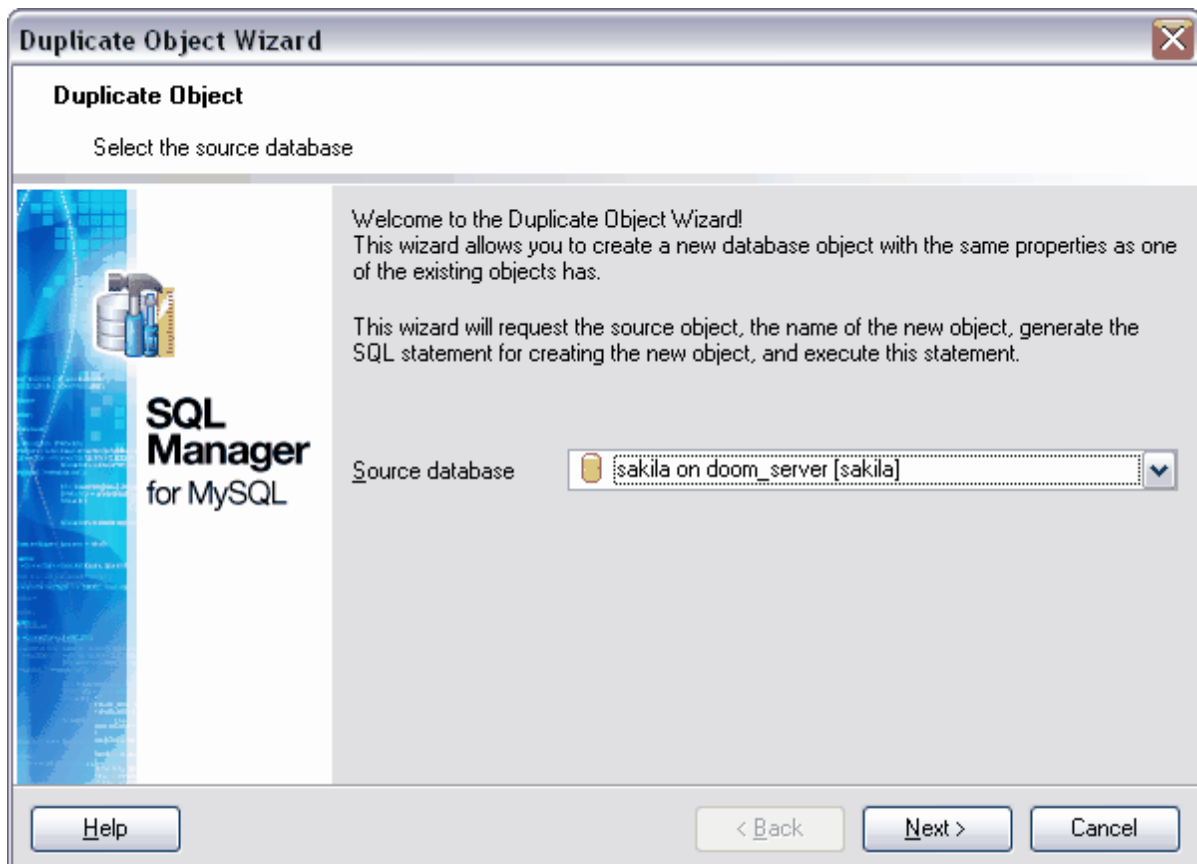 Duplicate Object Wizard
Duplicate Object
Select the source database
Welcome to the Duplicate Object Wizard!
This wizard allows you to create a new database object with the same properties as one
of the existing objects has.
This wizard will request the source object, the name of the new object, generate the
SQL statement for creating the new object, and execute this statement.
SQL
Manager
for MySQL
Source database
sakila on doom_server [sakila]
Help
< Back
Next >
Cancel